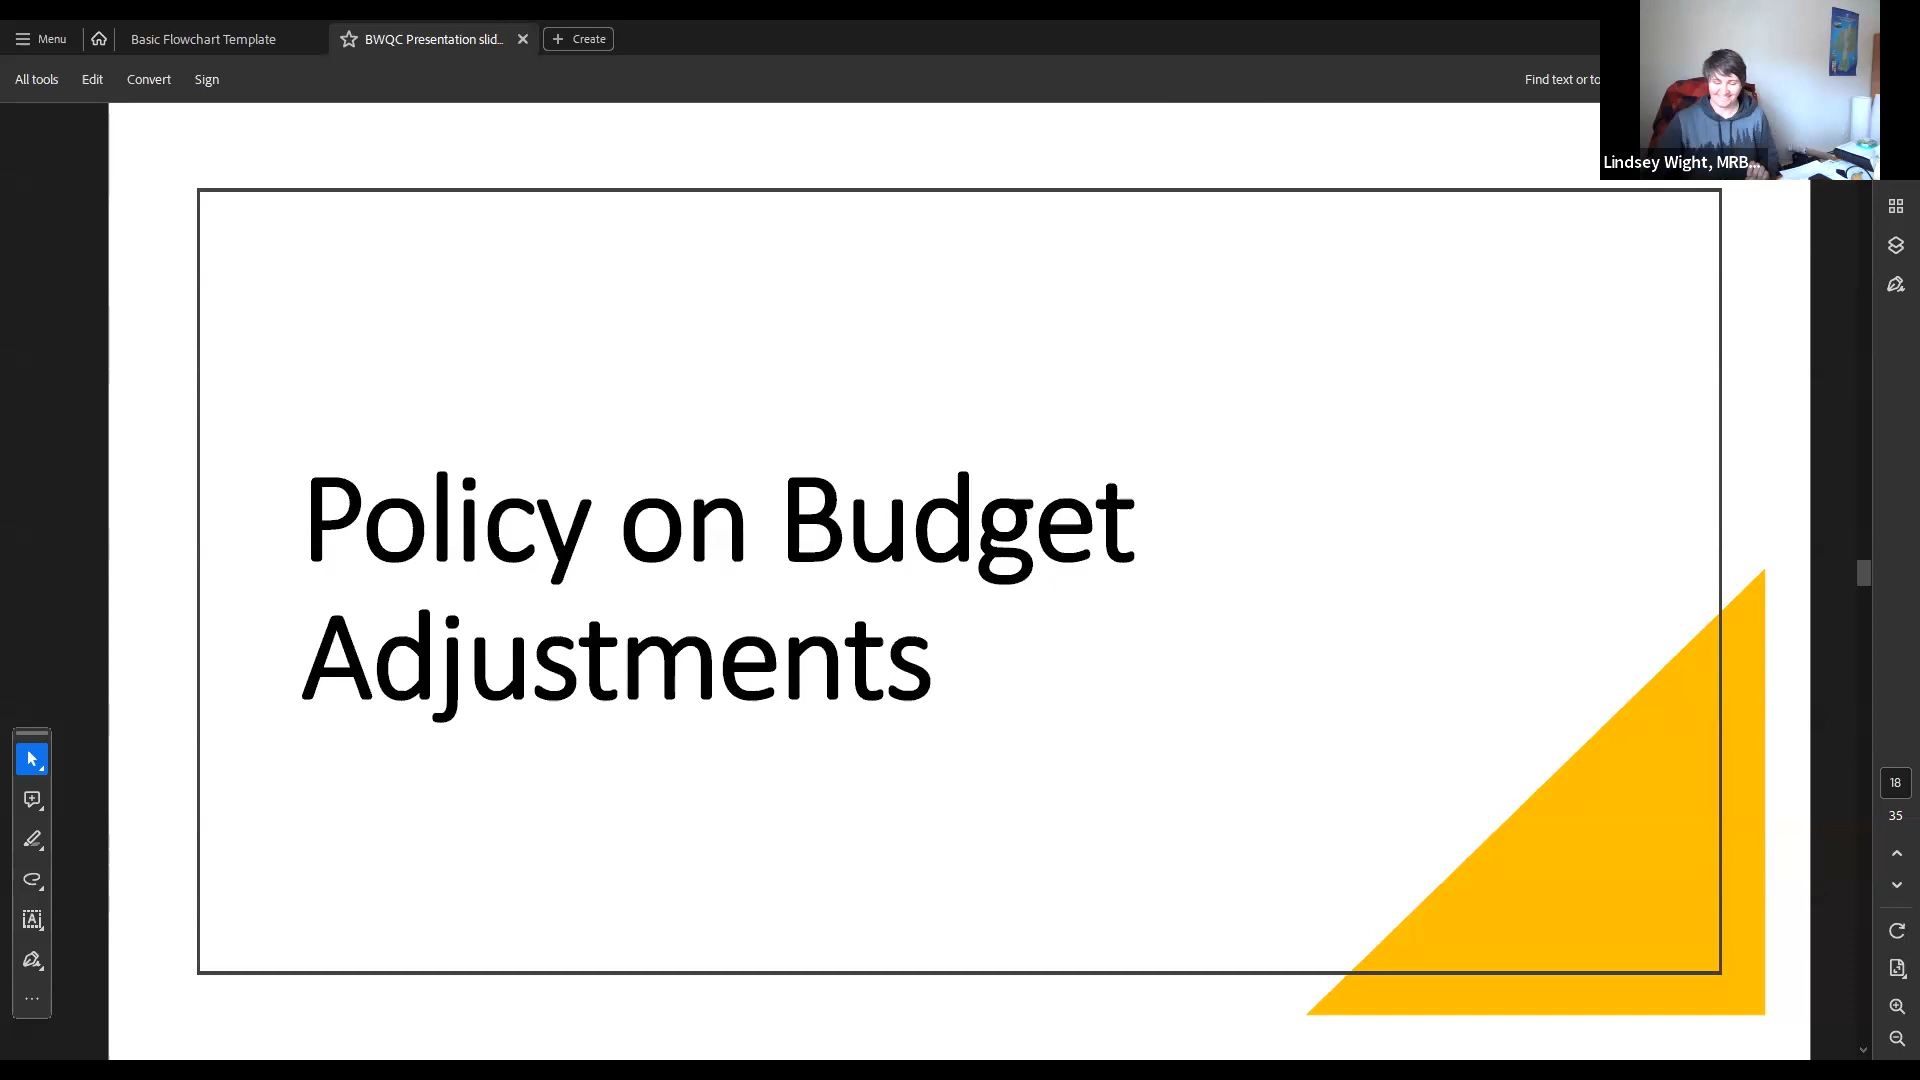 Menu
Basic Flowchart Template
BWQC Presentation slid...
Create
All tools
Edit
Convert
Sign
Find text or to
Lindsey Wight, MRB...
Policy on Budget
Adjustments
18
35